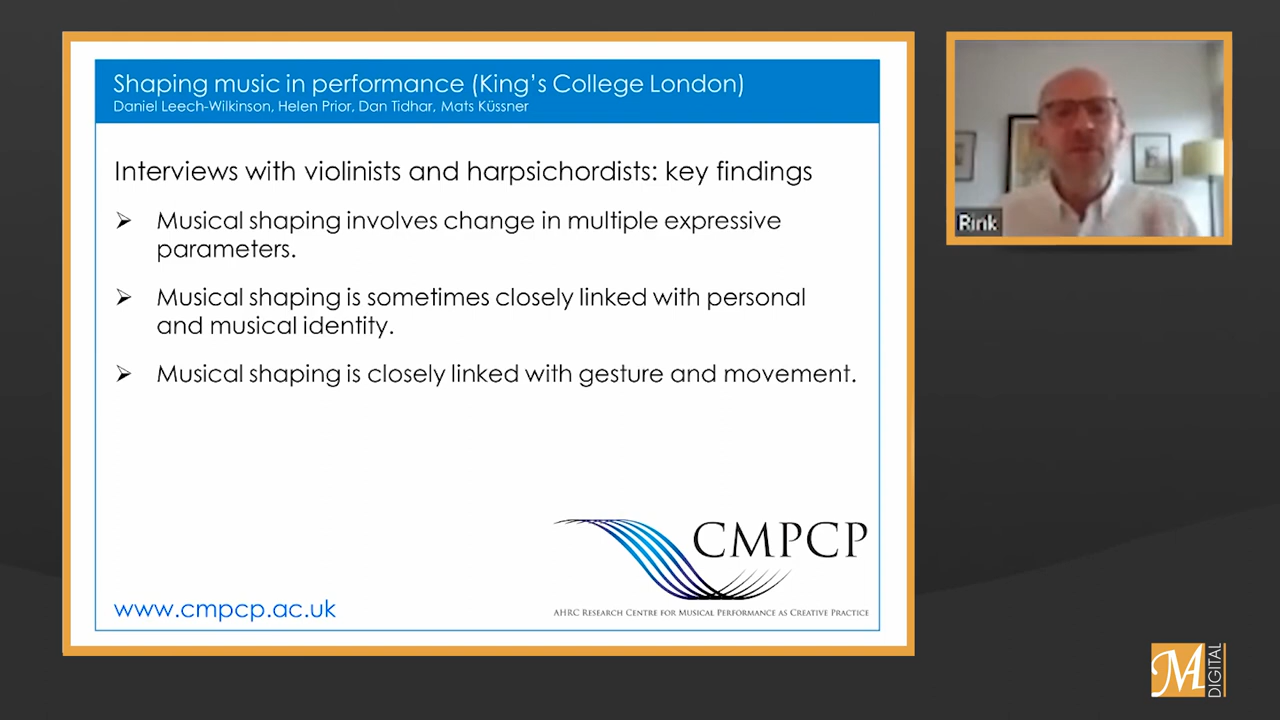 Shaping music in performance (King's College London)
Daniel Leech-Wilkinson, Helen Prior, Dan Tidhar, Mats Küssner
Interviews with violinists and harpsichordists: key findings
➢ Musical shaping involves change in multiple expressive
parameters.
➢ Musical shaping is sometimes closely linked with personal
and musical identity.
➢ Musical shaping is closely linked with gesture and movement.
CMPCP
AHRC Research Centre for Musical Performance as Creative Practice
www.cmpcp.ac.uk
Rink
M
DIGITAL